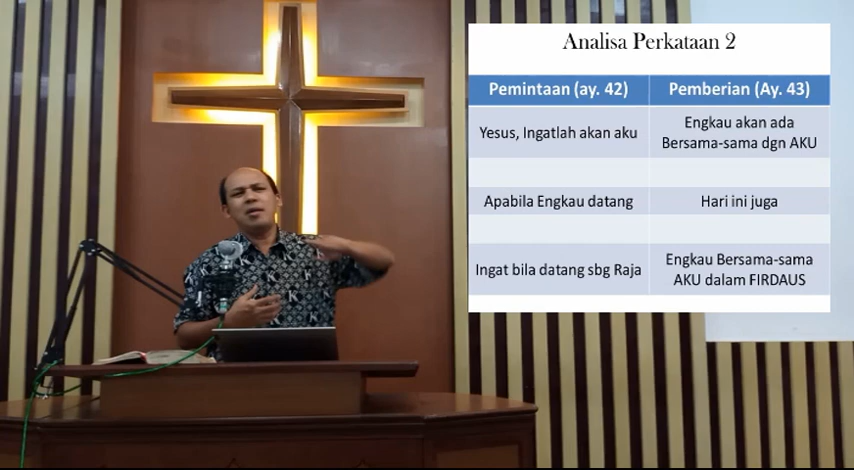 Analisa Perkataan 2
Pemintaan (ay. 42)
Pemberian (Ay. 43)
Yesus, Ingatlah akan aku
Engkau akan ada
Bersama-sama dgn AKU
Apabila Engkau datang
Hari ini juga
Ingat bila datang sbg Raja
Engkau Bersama-sama
AKU dalam FIRDAUS